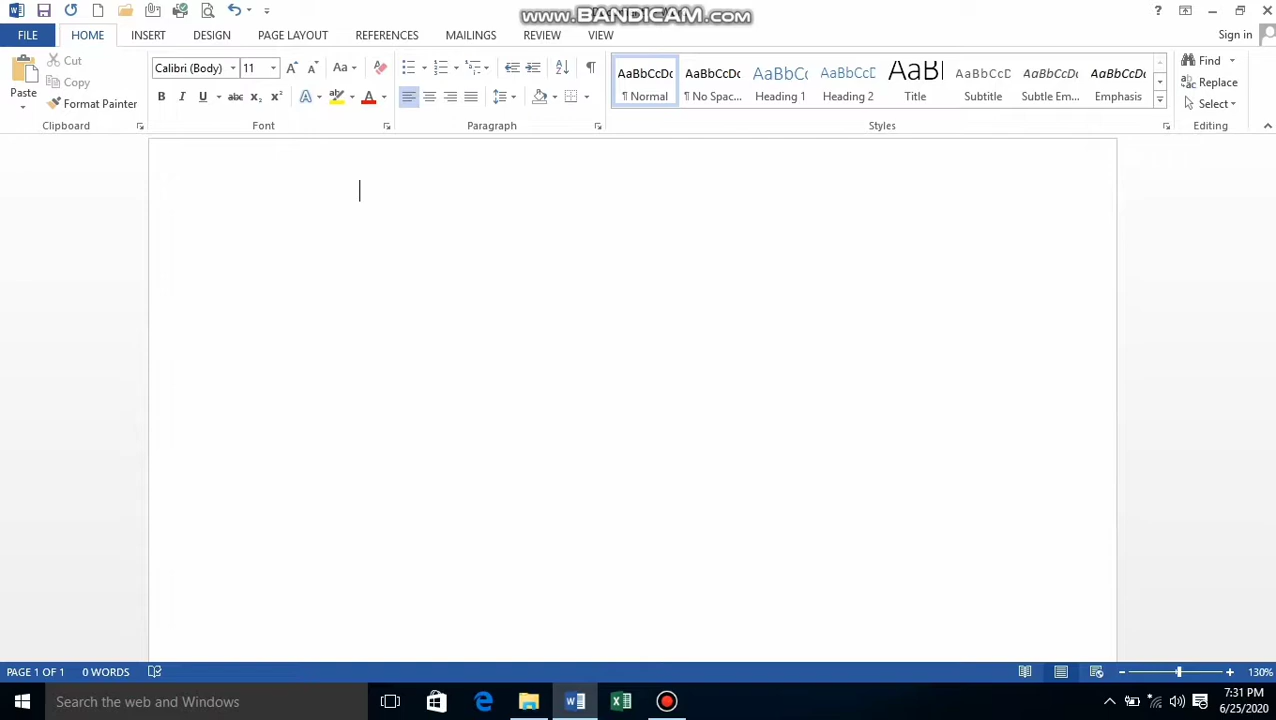 www.BANDICAM.com
FILE HOME INSERT DESIGN PAGE LAYOUT REFERENCES MAILINGS REVIEW VIEW Sign in
Paste
Cut
Copy
Format Painter
Clipboard
Calibri (Body) 11
Font
Paragraph
AaBbCcDc AaBbCcDc AaBbCc AaBbCcC AaBl AaBbCcD AaBbCcDc AaBbCcDc
¶ Normal ¶ No Spac... Heading 1 Heading 2 Title Subtitle Subtle Em... Emphasis
Styles
Find
Replace
Select
Editing
PAGE 1 OF 1 0 WORDS 130%
Search the web and Windows
7:31 PM
6/25/2020